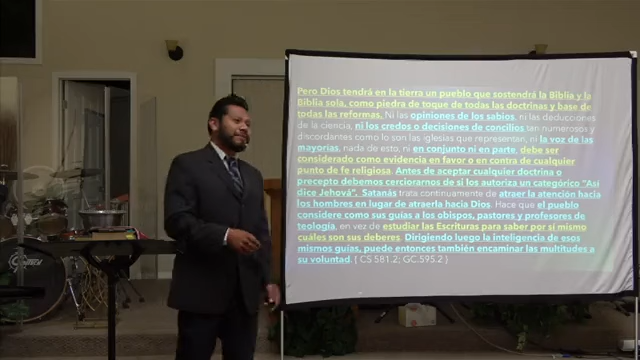 Pero Dios tendrá en la tierra un pueblo que sostendrá la Biblia y la
Biblia sola, como piedra de toque de todas las doctrinas y base de
todas las reformas. Ni las opiniones de los sabios, ni las deducciones
de la ciencia, ni los credos o decisiones de concilios tan numerosos y
discordantes como lo son las iglesias que representan, ni la voz de las
mayorías, nada de esto, ni en conjunto ni en parte, debe ser
considerado como evidencia en favor o en contra de cualquier
punto de fe religiosa. Antes de aceptar cualquier doctrina o
precepto debemos cerciorarnos de si los autoriza un categórico "Así
dice Jehová". Satanás trata continuamente de atraer la atención hacia
los hombres en lugar de atraerla hacia Dios. Hace que el pueblo
considere como sus guías a los obispos, pastores y profesores de
teología, en vez de estudiar las Escrituras para saber por sí mismo
cuáles son sus deberes. Dirigiendo luego la inteligencia de esos
mismos guías, puede entonces también encaminar las multitudes a
su voluntad. { CS 581.2; GC.595.2 }